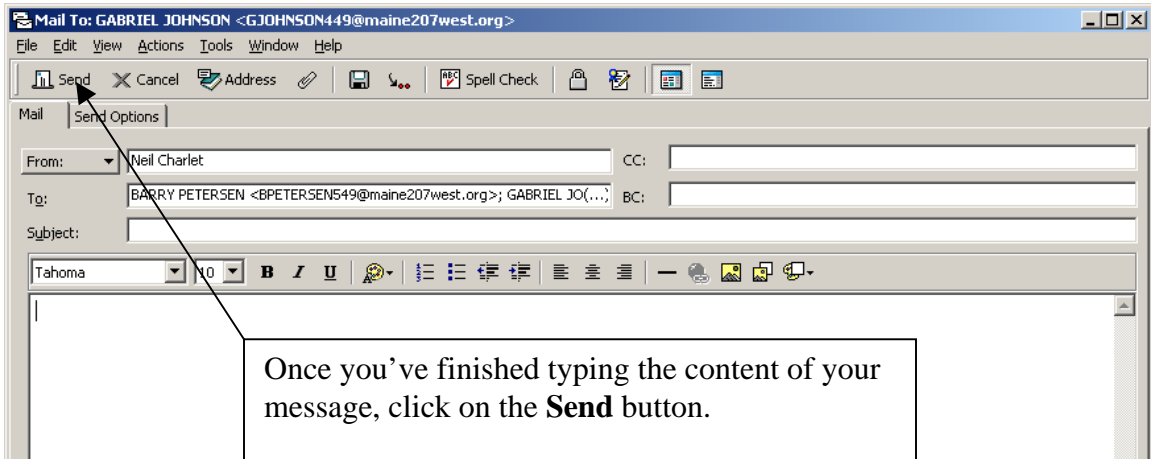 Mail To: GABRIEL JOHNSON <GJOHNSON449@maine207west.org>
File Edit View Actions Tools Window Help
Send Cancel Address ABC Spell Check
Mail Send Options
From: Neil Charlet CC:
To: BARRY PETERSEN <BPETERSEN549@maine207west.org>; GABRIEL JO(...) BC:
Subject:
Tahoma 10 B I U
Once you’ve finished typing the content of your
message, click on the Send button.